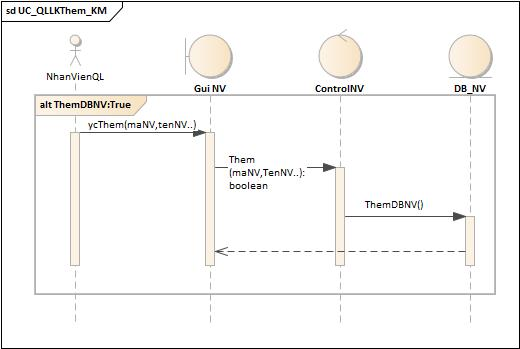 sd UC_QLLKThem_KM
NhanVienQL
Gui NV
ControlNV
DB_NV
alt ThemDBNV:True
ycThem(maNV,tenNV..)
Them
(maNV,TenNV..):
boolean
ThemDBNV()